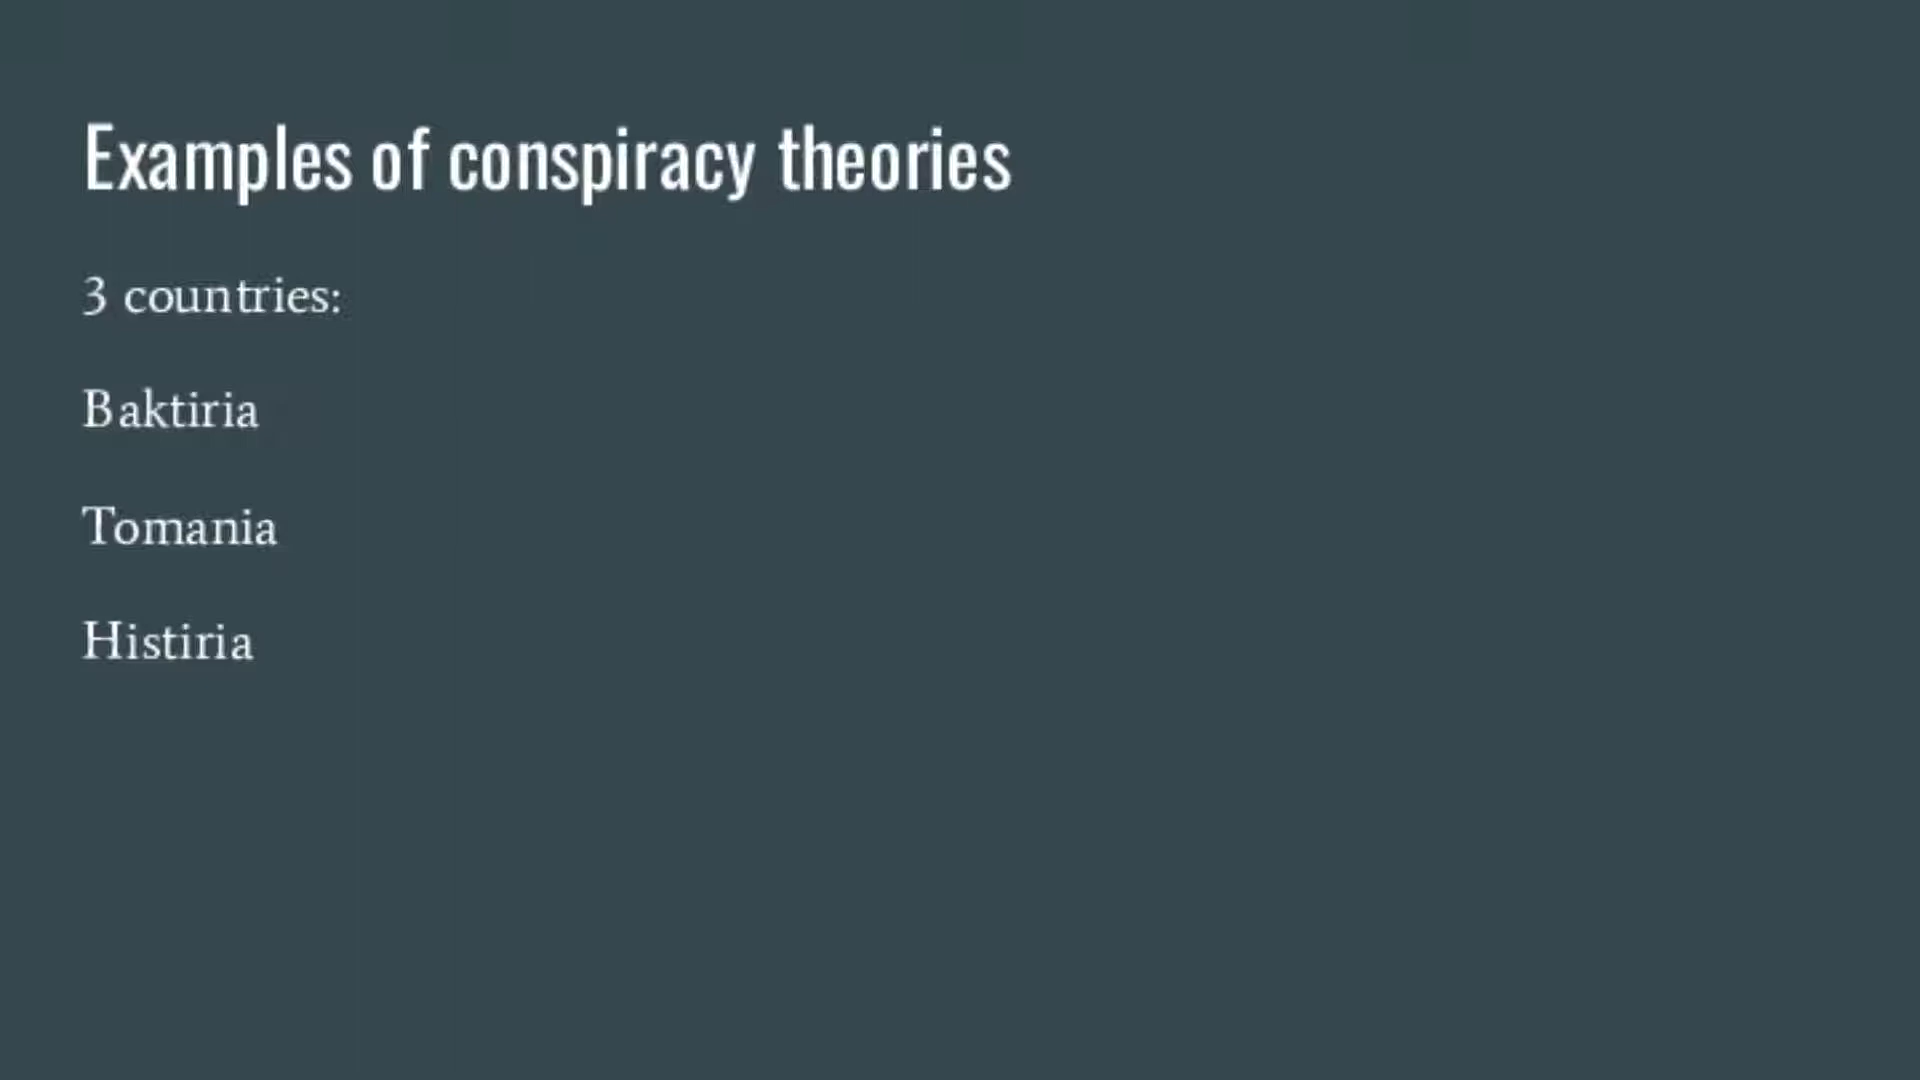 Examples of conspiracy theories
3 countries:
Baktiria
Tomania
Histiria